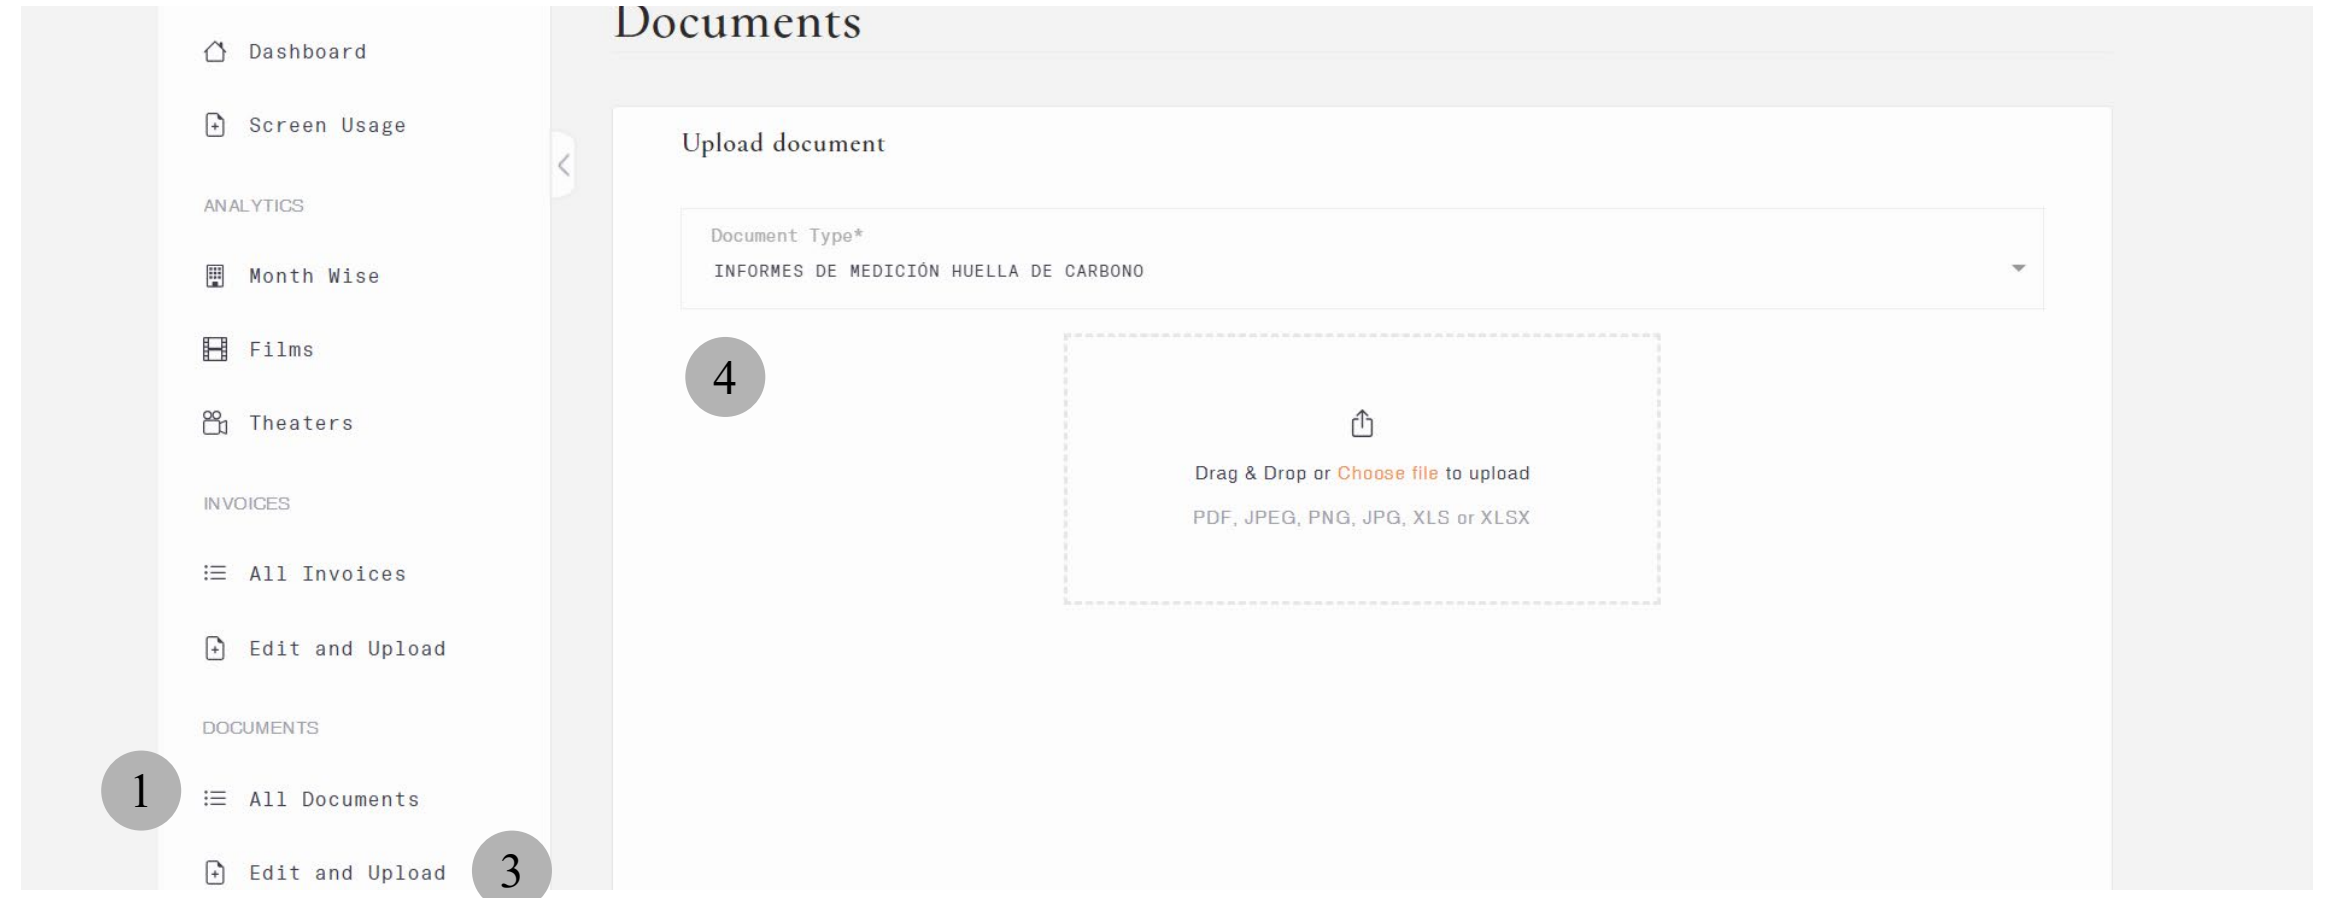 Dashboard
Screen Usage
ANALYTICS
Month Wise
Films
Theaters
INVOICES
All Invoices
Edit and Upload
DOCUMENTS
1
All Documents
Edit and Upload
3
Documents
Upload document
Document Type*
INFORMES DE MEDICIÓN HUELLA DE CARBONO
4
Drag & Drop or Choose file to upload
PDF, JPEG, PNG, JPG, XLS or XLSX